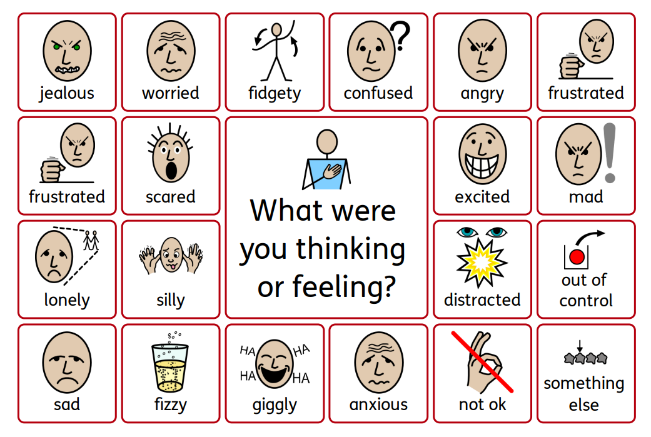 jealous
worried
fidgety
?
confused
angry
frustrated
frustrated
scared
What were
you thinking
or feeling?
excited
!
mad
lonely
silly
distracted
out of
control
sad
fizzy
HA HA
HA HA
giggly
anxious
not ok
something
else